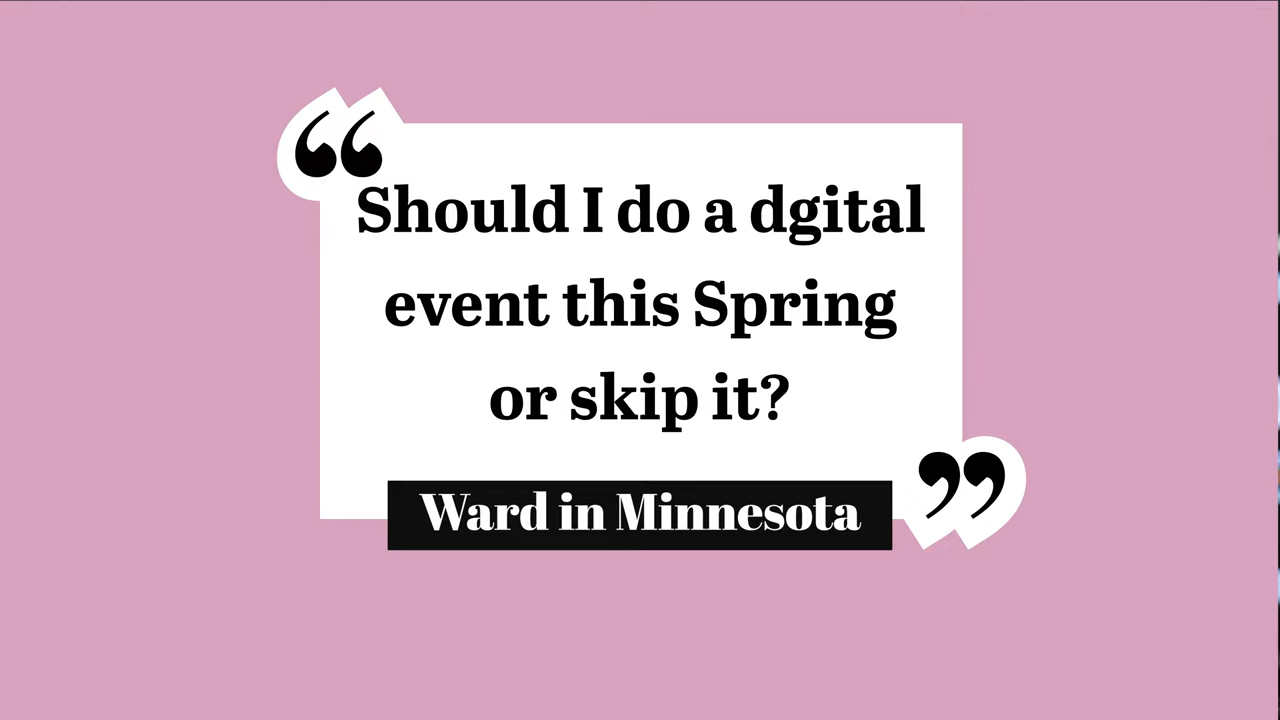 “
Should I do a dgital
event this Spring
or skip it?
”
Ward in Minnesota